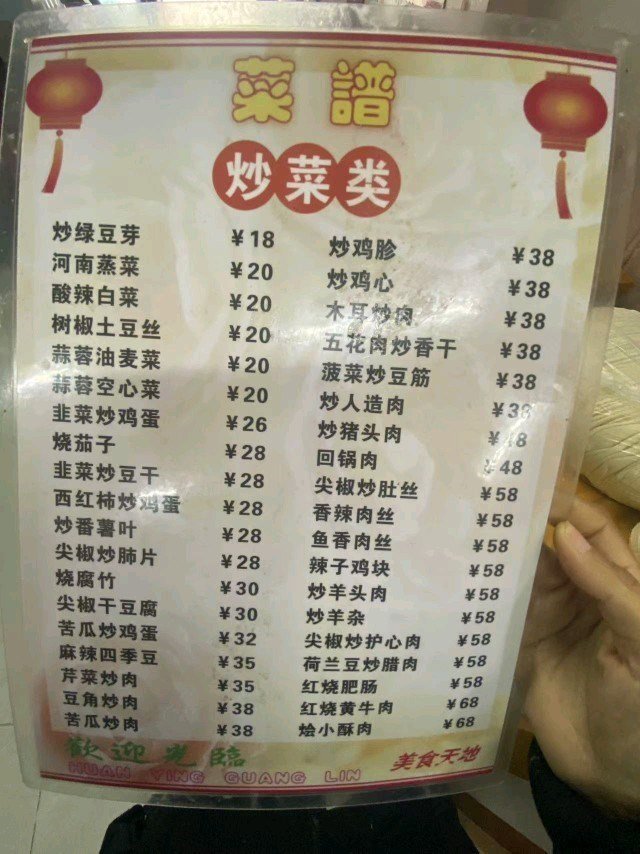 菜谱
炒菜类
炒绿豆芽 ¥18
河南蒸菜 ¥20
酸辣白菜 ¥20
树椒土豆丝 ¥20
蒜蓉油麦菜 ¥20
蒜蓉空心菜 ¥20
韭菜炒鸡蛋 ¥26
烧茄子 ¥28
韭菜炒豆干 ¥28
西红柿炒鸡蛋 ¥28
炒番薯叶 ¥28
尖椒炒肺片 ¥28
烧腐竹 ¥30
尖椒干豆腐 ¥30
苦瓜炒鸡蛋 ¥32
麻辣四季豆 ¥35
芹菜炒肉 ¥35
豆角炒肉 ¥38
苦瓜炒肉 ¥38
炒鸡胗 ¥38
炒鸡心 ¥38
木耳炒肉 ¥38
五花肉炒香干 ¥38
菠菜炒豆筋 ¥38
炒人造肉 ¥38
炒猪头肉 ¥48
回锅肉 ¥48
尖椒炒肚丝 ¥58
香辣肉丝 ¥58
鱼香肉丝 ¥58
辣子鸡块 ¥58
炒羊头肉 ¥58
炒羊杂 ¥58
尖椒炒护心肉 ¥58
荷兰豆炒腊肉 ¥58
红烧肥肠 ¥58
红烧黄牛肉 ¥68
烩小酥肉 ¥68
歡迎光臨
HUAN YING GUANG LIN
美食天地